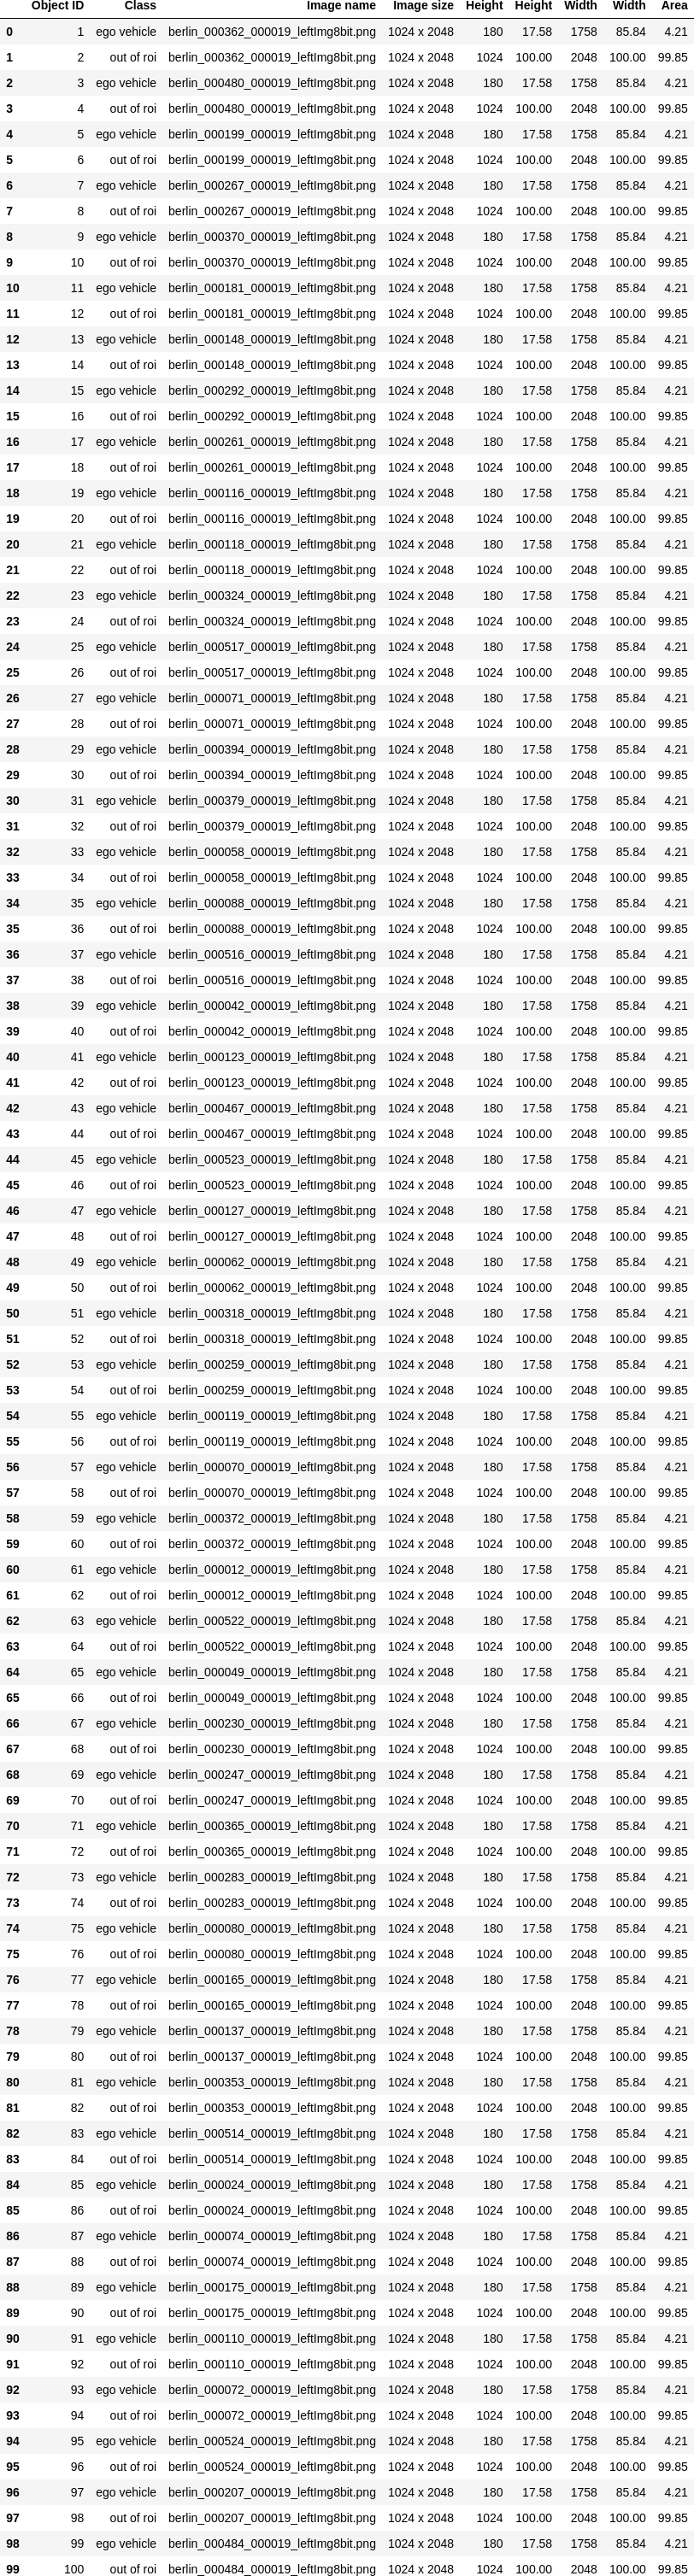 Object ID Class Image name Image size Height Height Width Width Area
0 1 ego vehicle berlin_000362_000019_leftImg8bit.png 1024 x 2048 180 17.58 1758 85.84 4.21
1 2 out of roi berlin_000362_000019_leftImg8bit.png 1024 x 2048 1024 100.00 2048 100.00 99.85
2 3 ego vehicle berlin_000480_000019_leftImg8bit.png 1024 x 2048 180 17.58 1758 85.84 4.21
3 4 out of roi berlin_000480_000019_leftImg8bit.png 1024 x 2048 1024 100.00 2048 100.00 99.85
4 5 ego vehicle berlin_000199_000019_leftImg8bit.png 1024 x 2048 180 17.58 1758 85.84 4.21
5 6 out of roi berlin_000199_000019_leftImg8bit.png 1024 x 2048 1024 100.00 2048 100.00 99.85
6 7 ego vehicle berlin_000267_000019_leftImg8bit.png 1024 x 2048 180 17.58 1758 85.84 4.21
7 8 out of roi berlin_000267_000019_leftImg8bit.png 1024 x 2048 1024 100.00 2048 100.00 99.85
8 9 ego vehicle berlin_000370_000019_leftImg8bit.png 1024 x 2048 180 17.58 1758 85.84 4.21
9 10 out of roi berlin_000370_000019_leftImg8bit.png 1024 x 2048 1024 100.00 2048 100.00 99.85
10 11 ego vehicle berlin_000181_000019_leftImg8bit.png 1024 x 2048 180 17.58 1758 85.84 4.21
11 12 out of roi berlin_000181_000019_leftImg8bit.png 1024 x 2048 1024 100.00 2048 100.00 99.85
12 13 ego vehicle berlin_000148_000019_leftImg8bit.png 1024 x 2048 180 17.58 1758 85.84 4.21
13 14 out of roi berlin_000148_000019_leftImg8bit.png 1024 x 2048 1024 100.00 2048 100.00 99.85
14 15 ego vehicle berlin_000292_000019_leftImg8bit.png 1024 x 2048 180 17.58 1758 85.84 4.21
15 16 out of roi berlin_000292_000019_leftImg8bit.png 1024 x 2048 1024 100.00 2048 100.00 99.85
16 17 ego vehicle berlin_000261_000019_leftImg8bit.png 1024 x 2048 180 17.58 1758 85.84 4.21
17 18 out of roi berlin_000261_000019_leftImg8bit.png 1024 x 2048 1024 100.00 2048 100.00 99.85
18 19 ego vehicle berlin_000116_000019_leftImg8bit.png 1024 x 2048 180 17.58 1758 85.84 4.21
19 20 out of roi berlin_000116_000019_leftImg8bit.png 1024 x 2048 1024 100.00 2048 100.00 99.85
20 21 ego vehicle berlin_000118_000019_leftImg8bit.png 1024 x 2048 180 17.58 1758 85.84 4.21
21 22 out of roi berlin_000118_000019_leftImg8bit.png 1024 x 2048 1024 100.00 2048 100.00 99.85
22 23 ego vehicle berlin_000324_000019_leftImg8bit.png 1024 x 2048 180 17.58 1758 85.84 4.21
23 24 out of roi berlin_000324_000019_leftImg8bit.png 1024 x 2048 1024 100.00 2048 100.00 99.85
24 25 ego vehicle berlin_000517_000019_leftImg8bit.png 1024 x 2048 180 17.58 1758 85.84 4.21
25 26 out of roi berlin_000517_000019_leftImg8bit.png 1024 x 2048 1024 100.00 2048 100.00 99.85
26 27 ego vehicle berlin_000071_000019_leftImg8bit.png 1024 x 2048 180 17.58 1758 85.84 4.21
27 28 out of roi berlin_000071_000019_leftImg8bit.png 1024 x 2048 1024 100.00 2048 100.00 99.85
28 29 ego vehicle berlin_000394_000019_leftImg8bit.png 1024 x 2048 180 17.58 1758 85.84 4.21
29 30 out of roi berlin_000394_000019_leftImg8bit.png 1024 x 2048 1024 100.00 2048 100.00 99.85
30 31 ego vehicle berlin_000379_000019_leftImg8bit.png 1024 x 2048 180 17.58 1758 85.84 4.21
31 32 out of roi berlin_000379_000019_leftImg8bit.png 1024 x 2048 1024 100.00 2048 100.00 99.85
32 33 ego vehicle berlin_000058_000019_leftImg8bit.png 1024 x 2048 180 17.58 1758 85.84 4.21
33 34 out of roi berlin_000058_000019_leftImg8bit.png 1024 x 2048 1024 100.00 2048 100.00 99.85
34 35 ego vehicle berlin_000088_000019_leftImg8bit.png 1024 x 2048 180 17.58 1758 85.84 4.21
35 36 out of roi berlin_000088_000019_leftImg8bit.png 1024 x 2048 1024 100.00 2048 100.00 99.85
36 37 ego vehicle berlin_000516_000019_leftImg8bit.png 1024 x 2048 180 17.58 1758 85.84 4.21
37 38 out of roi berlin_000516_000019_leftImg8bit.png 1024 x 2048 1024 100.00 2048 100.00 99.85
38 39 ego vehicle berlin_000042_000019_leftImg8bit.png 1024 x 2048 180 17.58 1758 85.84 4.21
39 40 out of roi berlin_000042_000019_leftImg8bit.png 1024 x 2048 1024 100.00 2048 100.00 99.85
40 41 ego vehicle berlin_000123_000019_leftImg8bit.png 1024 x 2048 180 17.58 1758 85.84 4.21
41 42 out of roi berlin_000123_000019_leftImg8bit.png 1024 x 2048 1024 100.00 2048 100.00 99.85
42 43 ego vehicle berlin_000467_000019_leftImg8bit.png 1024 x 2048 180 17.58 1758 85.84 4.21
43 44 out of roi berlin_000467_000019_leftImg8bit.png 1024 x 2048 1024 100.00 2048 100.00 99.85
44 45 ego vehicle berlin_000523_000019_leftImg8bit.png 1024 x 2048 180 17.58 1758 85.84 4.21
45 46 out of roi berlin_000523_000019_leftImg8bit.png 1024 x 2048 1024 100.00 2048 100.00 99.85
46 47 ego vehicle berlin_000127_000019_leftImg8bit.png 1024 x 2048 180 17.58 1758 85.84 4.21
47 48 out of roi berlin_000127_000019_leftImg8bit.png 1024 x 2048 1024 100.00 2048 100.00 99.85
48 49 ego vehicle berlin_000062_000019_leftImg8bit.png 1024 x 2048 180 17.58 1758 85.84 4.21
49 50 out of roi berlin_000062_000019_leftImg8bit.png 1024 x 2048 1024 100.00 2048 100.00 99.85
50 51 ego vehicle berlin_000318_000019_leftImg8bit.png 1024 x 2048 180 17.58 1758 85.84 4.21
51 52 out of roi berlin_000318_000019_leftImg8bit.png 1024 x 2048 1024 100.00 2048 100.00 99.85
52 53 ego vehicle berlin_000259_000019_leftImg8bit.png 1024 x 2048 180 17.58 1758 85.84 4.21
53 54 out of roi berlin_000259_000019_leftImg8bit.png 1024 x 2048 1024 100.00 2048 100.00 99.85
54 55 ego vehicle berlin_000119_000019_leftImg8bit.png 1024 x 2048 180 17.58 1758 85.84 4.21
55 56 out of roi berlin_000119_000019_leftImg8bit.png 1024 x 2048 1024 100.00 2048 100.00 99.85
56 57 ego vehicle berlin_000070_000019_leftImg8bit.png 1024 x 2048 180 17.58 1758 85.84 4.21
57 58 out of roi berlin_000070_000019_leftImg8bit.png 1024 x 2048 1024 100.00 2048 100.00 99.85
58 59 ego vehicle berlin_000372_000019_leftImg8bit.png 1024 x 2048 180 17.58 1758 85.84 4.21
59 60 out of roi berlin_000372_000019_leftImg8bit.png 1024 x 2048 1024 100.00 2048 100.00 99.85
60 61 ego vehicle berlin_000012_000019_leftImg8bit.png 1024 x 2048 180 17.58 1758 85.84 4.21
61 62 out of roi berlin_000012_000019_leftImg8bit.png 1024 x 2048 1024 100.00 2048 100.00 99.85
62 63 ego vehicle berlin_000522_000019_leftImg8bit.png 1024 x 2048 180 17.58 1758 85.84 4.21
63 64 out of roi berlin_000522_000019_leftImg8bit.png 1024 x 2048 1024 100.00 2048 100.00 99.85
64 65 ego vehicle berlin_000049_000019_leftImg8bit.png 1024 x 2048 180 17.58 1758 85.84 4.21
65 66 out of roi berlin_000049_000019_leftImg8bit.png 1024 x 2048 1024 100.00 2048 100.00 99.85
66 67 ego vehicle berlin_000230_000019_leftImg8bit.png 1024 x 2048 180 17.58 1758 85.84 4.21
67 68 out of roi berlin_000230_000019_leftImg8bit.png 1024 x 2048 1024 100.00 2048 100.00 99.85
68 69 ego vehicle berlin_000247_000019_leftImg8bit.png 1024 x 2048 180 17.58 1758 85.84 4.21
69 70 out of roi berlin_000247_000019_leftImg8bit.png 1024 x 2048 1024 100.00 2048 100.00 99.85
70 71 ego vehicle berlin_000365_000019_leftImg8bit.png 1024 x 2048 180 17.58 1758 85.84 4.21
71 72 out of roi berlin_000365_000019_leftImg8bit.png 1024 x 2048 1024 100.00 2048 100.00 99.85
72 73 ego vehicle berlin_000283_000019_leftImg8bit.png 1024 x 2048 180 17.58 1758 85.84 4.21
73 74 out of roi berlin_000283_000019_leftImg8bit.png 1024 x 2048 1024 100.00 2048 100.00 99.85
74 75 ego vehicle berlin_000080_000019_leftImg8bit.png 1024 x 2048 180 17.58 1758 85.84 4.21
75 76 out of roi berlin_000080_000019_leftImg8bit.png 1024 x 2048 1024 100.00 2048 100.00 99.85
76 77 ego vehicle berlin_000165_000019_leftImg8bit.png 1024 x 2048 180 17.58 1758 85.84 4.21
77 78 out of roi berlin_000165_000019_leftImg8bit.png 1024 x 2048 1024 100.00 2048 100.00 99.85
78 79 ego vehicle berlin_000137_000019_leftImg8bit.png 1024 x 2048 180 17.58 1758 85.84 4.21
79 80 out of roi berlin_000137_000019_leftImg8bit.png 1024 x 2048 1024 100.00 2048 100.00 99.85
80 81 ego vehicle berlin_000353_000019_leftImg8bit.png 1024 x 2048 180 17.58 1758 85.84 4.21
81 82 out of roi berlin_000353_000019_leftImg8bit.png 1024 x 2048 1024 100.00 2048 100.00 99.85
82 83 ego vehicle berlin_000514_000019_leftImg8bit.png 1024 x 2048 180 17.58 1758 85.84 4.21
83 84 out of roi berlin_000514_000019_leftImg8bit.png 1024 x 2048 1024 100.00 2048 100.00 99.85
84 85 ego vehicle berlin_000024_000019_leftImg8bit.png 1024 x 2048 180 17.58 1758 85.84 4.21
85 86 out of roi berlin_000024_000019_leftImg8bit.png 1024 x 2048 1024 100.00 2048 100.00 99.85
86 87 ego vehicle berlin_000074_000019_leftImg8bit.png 1024 x 2048 180 17.58 1758 85.84 4.21
87 88 out of roi berlin_000074_000019_leftImg8bit.png 1024 x 2048 1024 100.00 2048 100.00 99.85
88 89 ego vehicle berlin_000175_000019_leftImg8bit.png 1024 x 2048 180 17.58 1758 85.84 4.21
89 90 out of roi berlin_000175_000019_leftImg8bit.png 1024 x 2048 1024 100.00 2048 100.00 99.85
90 91 ego vehicle berlin_000110_000019_leftImg8bit.png 1024 x 2048 180 17.58 1758 85.84 4.21
91 92 out of roi berlin_000110_000019_leftImg8bit.png 1024 x 2048 1024 100.00 2048 100.00 99.85
92 93 ego vehicle berlin_000072_000019_leftImg8bit.png 1024 x 2048 180 17.58 1758 85.84 4.21
93 94 out of roi berlin_000072_000019_leftImg8bit.png 1024 x 2048 1024 100.00 2048 100.00 99.85
94 95 ego vehicle berlin_000524_000019_leftImg8bit.png 1024 x 2048 180 17.58 1758 85.84 4.21
95 96 out of roi berlin_000524_000019_leftImg8bit.png 1024 x 2048 1024 100.00 2048 100.00 99.85
96 97 ego vehicle berlin_000207_000019_leftImg8bit.png 1024 x 2048 180 17.58 1758 85.84 4.21
97 98 out of roi berlin_000207_000019_leftImg8bit.png 1024 x 2048 1024 100.00 2048 100.00 99.85
98 99 ego vehicle berlin_000484_000019_leftImg8bit.png 1024 x 2048 180 17.58 1758 85.84 4.21
99 100 out of roi berlin_000484_000019_leftImg8bit.png 1024 x 2048 1024 100.00 2048 100.00 99.85